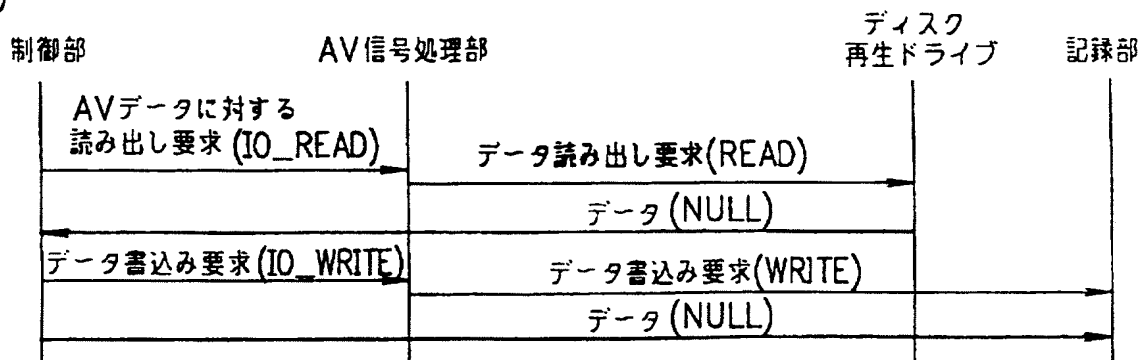 制御部
AV信号処理部
ディスク
再生ドライブ
記録部
AVデータに対する
読み出し要求(IO_READ)
データ読み出し要求(READ)
データ(NULL)
データ書込み要求(IO_WRITE)
データ書込み要求(WRITE)
データ(NULL)